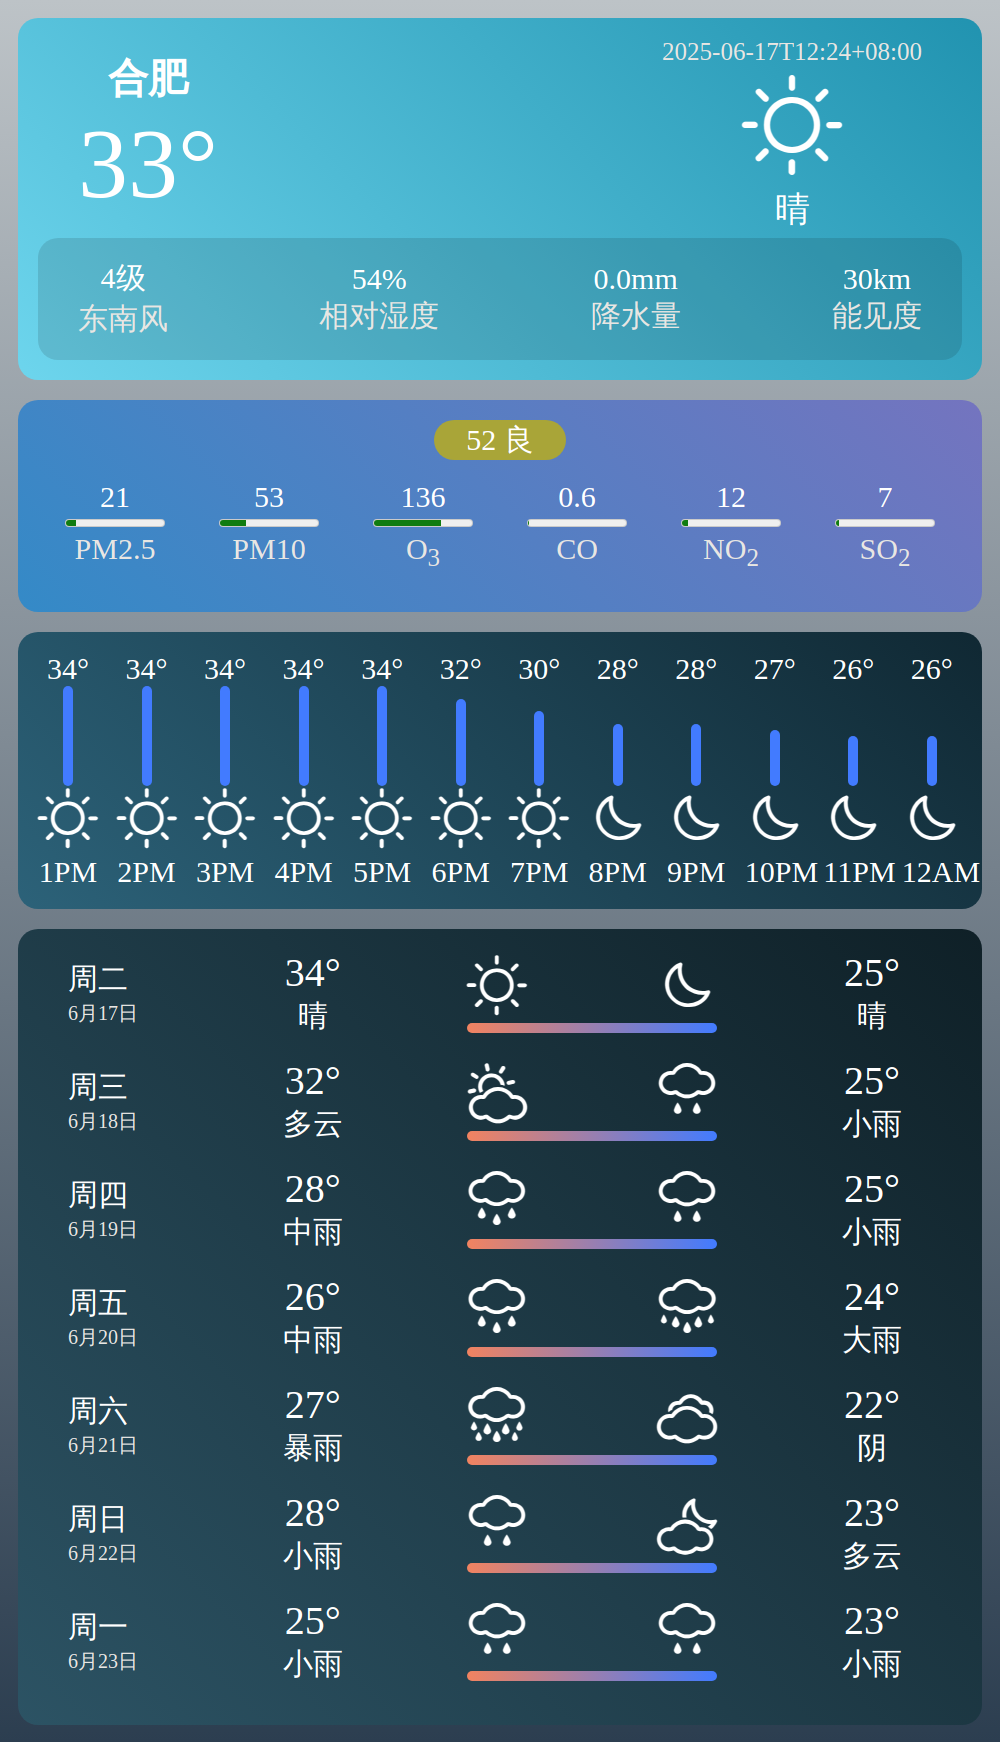 合肥
33°
2025-06-17T12:24+08:00
晴
4级 54% 0.0mm 30km
东南风 相对湿度 降水量 能见度
52 良
21 53 136 0.6 12 7
PM2.5 PM10 O3 CO NO2 SO2
34° 34° 34° 34° 34° 32° 30° 28° 28° 27° 26° 26°
1PM 2PM 3PM 4PM 5PM 6PM 7PM 8PM 9PM 10PM 11PM 12AM
周二 34° 25°
6月17日 晴 晴
周三 32° 25°
6月18日 多云 小雨
周四 28° 25°
6月19日 中雨 小雨
周五 26° 24°
6月20日 中雨 大雨
周六 27° 22°
6月21日 暴雨 阴
周日 28° 23°
6月22日 小雨 多云
周一 25° 23°
6月23日 小雨 小雨